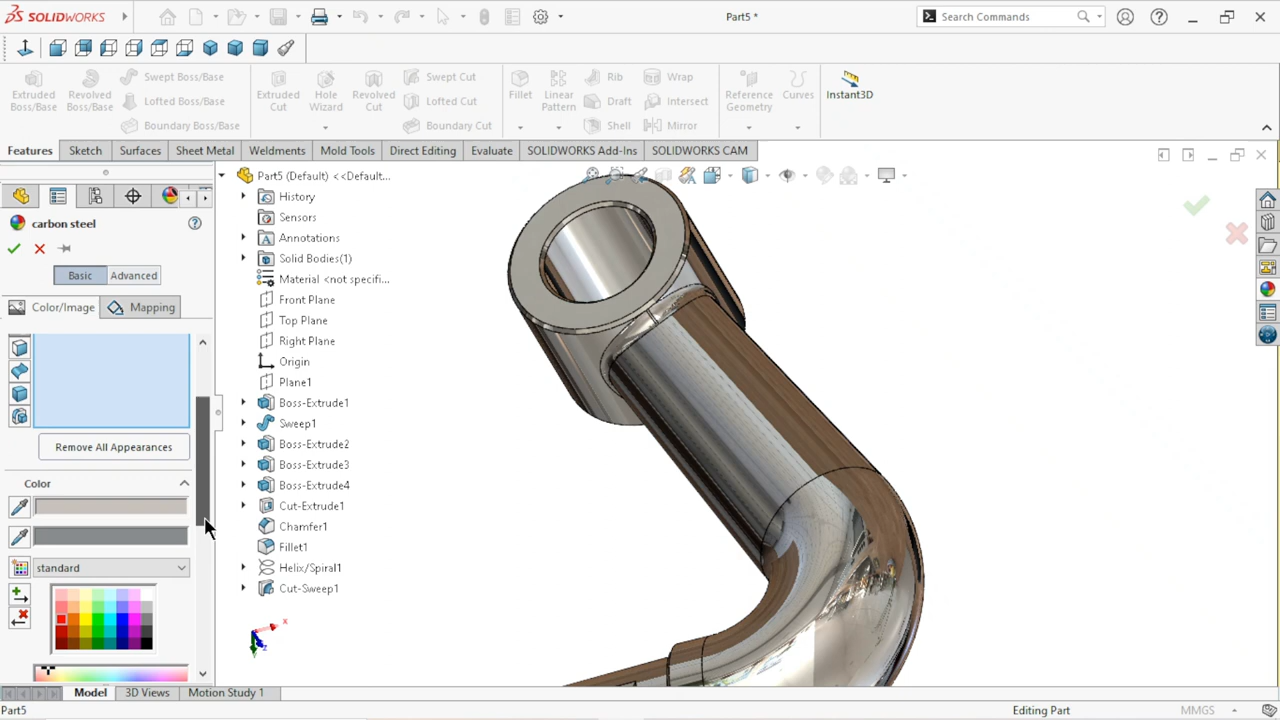 SOLIDWORKS
Part5 *
Search Commands
Extruded Boss/Base
Revolved Boss/Base
Swept Boss/Base
Lofted Boss/Base
Boundary Boss/Base
Extruded Cut
Hole Wizard
Revolved Cut
Swept Cut
Lofted Cut
Boundary Cut
Fillet
Linear Pattern
Rib
Draft
Shell
Wrap
Intersect
Mirror
Reference Geometry
Curves
Instant3D
Features
Sketch
Surfaces
Sheet Metal
Weldments
Mold Tools
Direct Editing
Evaluate
SOLIDWORKS Add-Ins
SOLIDWORKS CAM
carbon steel
Basic
Advanced
Color/Image
Mapping
Remove All Appearances
Color
standard
Part5 (Default) <<Default...
History
Sensors
Annotations
Solid Bodies(1)
Material <not specifi...
Front Plane
Top Plane
Right Plane
Origin
Plane1
Boss-Extrude1
Sweep1
Boss-Extrude2
Boss-Extrude3
Boss-Extrude4
Cut-Extrude1
Chamfer1
Fillet1
Helix/Spiral1
Cut-Sweep1
x
z
Model
3D Views
Motion Study 1
Part5
Editing Part
MMGS